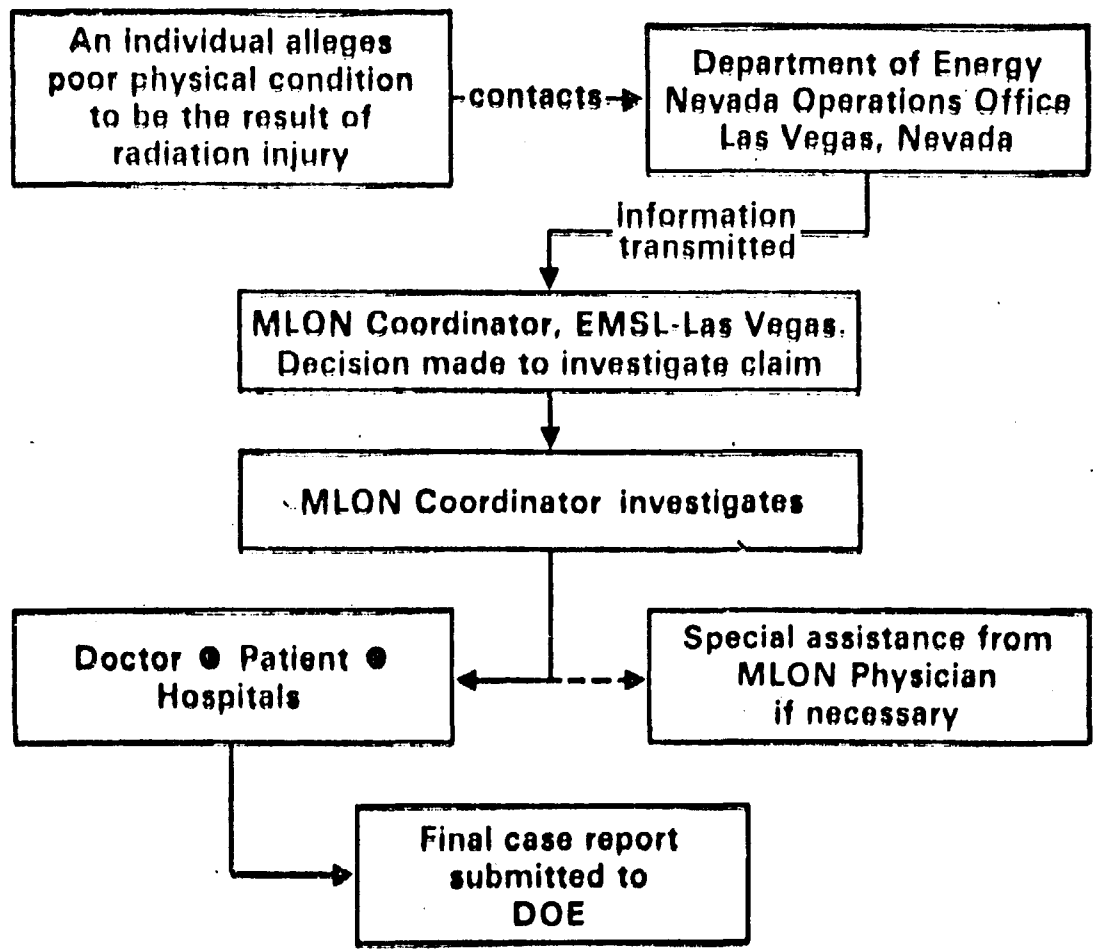 An individual alleges
poor physical condition
to be the result of
radiation injury
contacts
Department of Energy
Nevada Operations Office
Las Vegas, Nevada
Information
transmitted
MLON Coordinator, EMSL-Las Vegas.
Decision made to investigate claim
MLON Coordinator investigates
Doctor ● Patient ●
Hospitals
Special assistance from
MLON Physician
if necessary
Final case report
submitted to
DOE